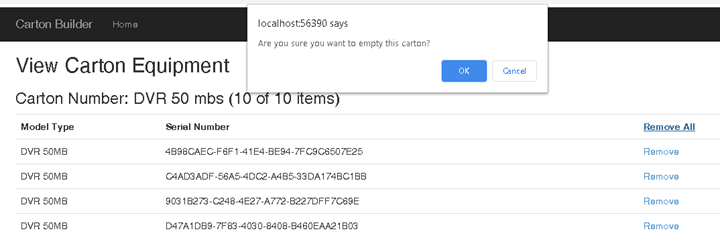 Carton Builder Home
localhost:56390 says
Are you sure you want to empty this carton?
OK Cancel
View Carton Equipment
Carton Number: DVR 50 mbs (10 of 10 items)
Model Type Serial Number Remove All
DVR 50MB 4B98CAEC-F6F1-41E4-BE94-7FC9C6507E25 Remove
DVR 50MB C4AD3ADF-56A5-4DC2-A4B5-33DA174BC1BB Remove
DVR 50MB 9031B273-C248-4E27-A772-B227DFF7C69E Remove
DVR 50MB D47A1DB9-7F83-4030-8408-B460EAA21B03 Remove